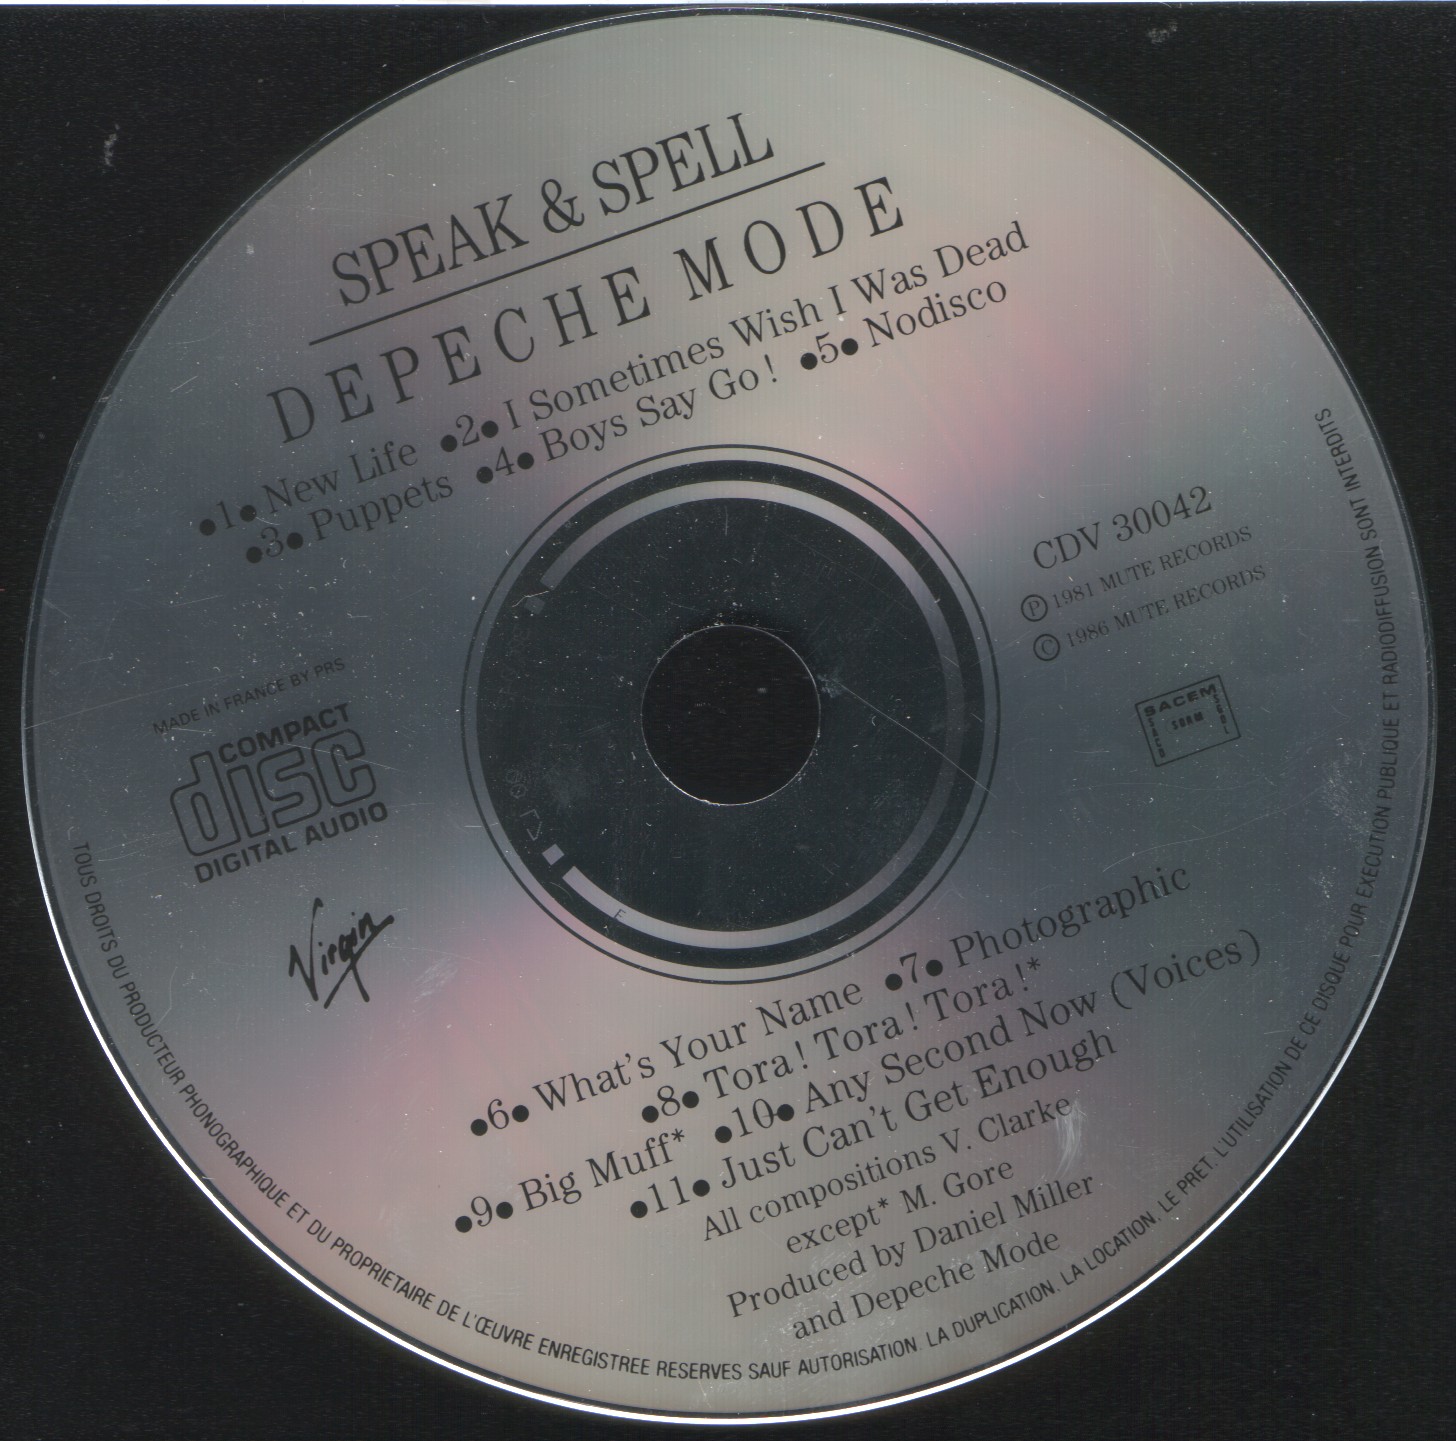 SPEAK & SPELL
DEPECHE MODE
●1● New Life ●2● I Sometimes Wish I Was Dead
●3● Puppets ●4● Boys Say Go! ●5● Nodisco
CDV 30042
Ⓟ 1981 MUTE RECORDS
© 1986 MUTE RECORDS
MADE IN FRANCE BY PRS
COMPACT
disc
DIGITAL AUDIO
SACEM
SACD
SDRM
SGDL
Virgin
●6● What's Your Name ●7● Photographic
●8● Tora! Tora! Tora!*
●9● Big Muff* ●10● Any Second Now (Voices)
●11● Just Can't Get Enough
All compositions V. Clarke
except* M. Gore
Produced by Daniel Miller
and Depeche Mode
TOUS DROITS DU PRODUCTEUR PHONOGRAPHIQUE ET DU PROPRIETAIRE DE L'ŒUVRE ENREGISTREE RESERVES SAUF AUTORISATION. LA DUPLICATION. LA LOCATION. LE PRET. L'UTILISATION DE CE DISQUE POUR EXECUTION PUBLIQUE ET RADIODIFFUSION SONT INTERDITS